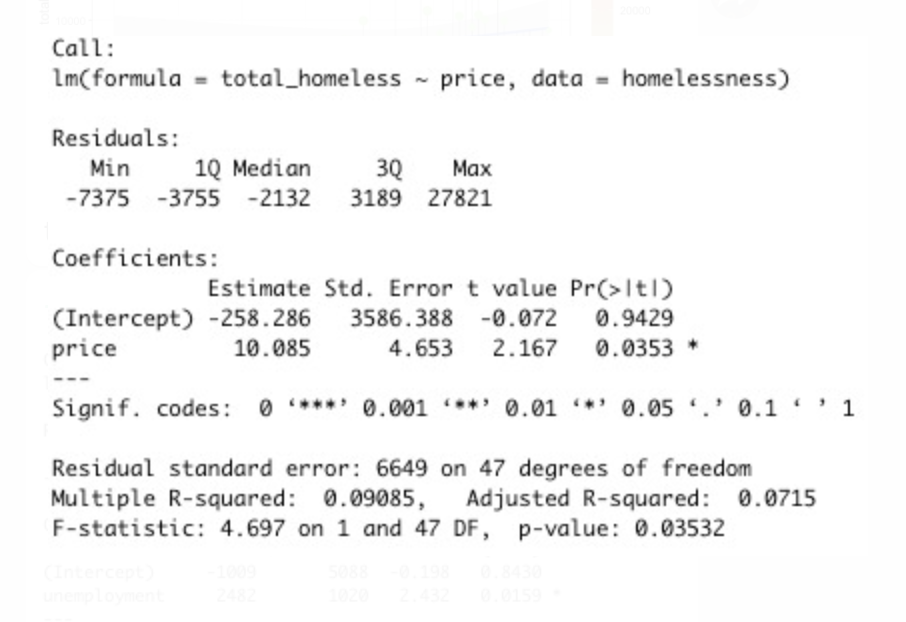 Call:
lm(formula = total_homeless ~ price, data = homelessness)
Residuals:
Min 1Q Median 3Q Max
-7375 -3755 -2132 3189 27821
Coefficients:
Estimate Std. Error t value Pr(>|t|)
(Intercept) -258.286 3586.388 -0.072 0.9429
price 10.085 4.653 2.167 0.0353 *
---
Signif. codes: 0 ‘***’ 0.001 ‘**’ 0.01 ‘*’ 0.05 ‘.’ 0.1 ‘ ’ 1
Residual standard error: 6649 on 47 degrees of freedom
Multiple R-squared: 0.09085, Adjusted R-squared: 0.0715
F-statistic: 4.697 on 1 and 47 DF, p-value: 0.03532
(Intercept) -1009 5088 -0.198 0.8430
unemployment 2482 1020 2.432 0.0159 *